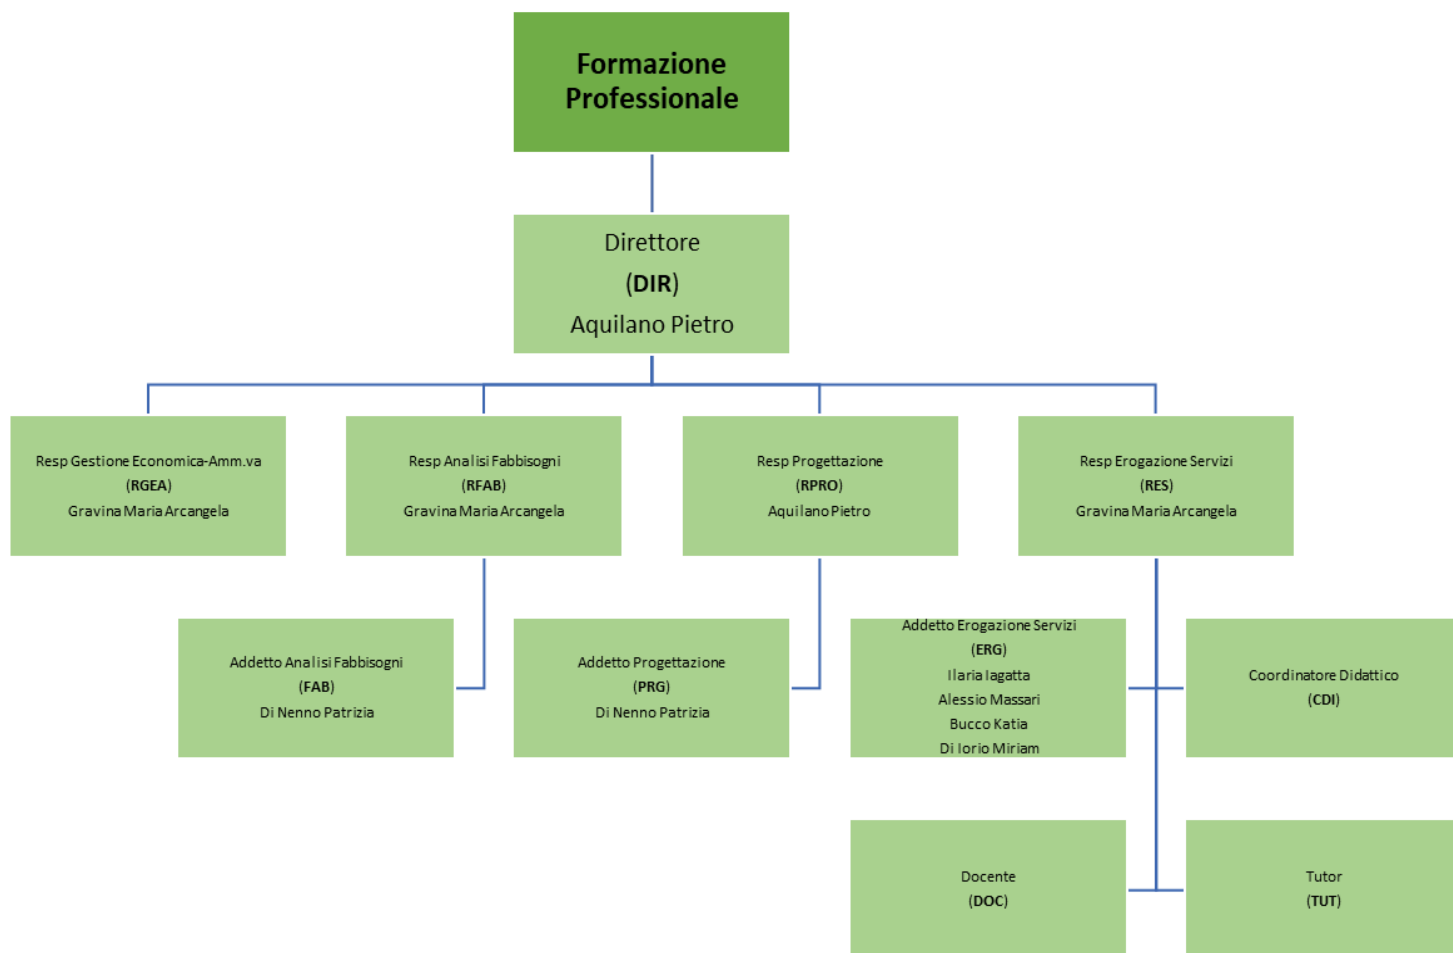 Formazione
Professionale
Direttore
(DIR)
Aquilano Pietro
Resp Gestione Economica-Amm.va
(RGEA)
Gravina Maria Arcangela
Resp Analisi Fabbisogni
(RFAB)
Gravina Maria Arcangela
Resp Progettazione
(RPRO)
Aquilano Pietro
Resp Erogazione Servizi
(RES)
Gravina Maria Arcangela
Addetto Analisi Fabbisogni
(FAB)
Di Nenno Patrizia
Addetto Progettazione
(PRG)
Di Nenno Patrizia
Addetto Erogazione Servizi
(ERG)
Ilaria Iagatta
Alessio Massari
Bucco Katia
Di Iorio Miriam
Coordinatore Didattico
(CDI)
Docente
(DOC)
Tutor
(TUT)